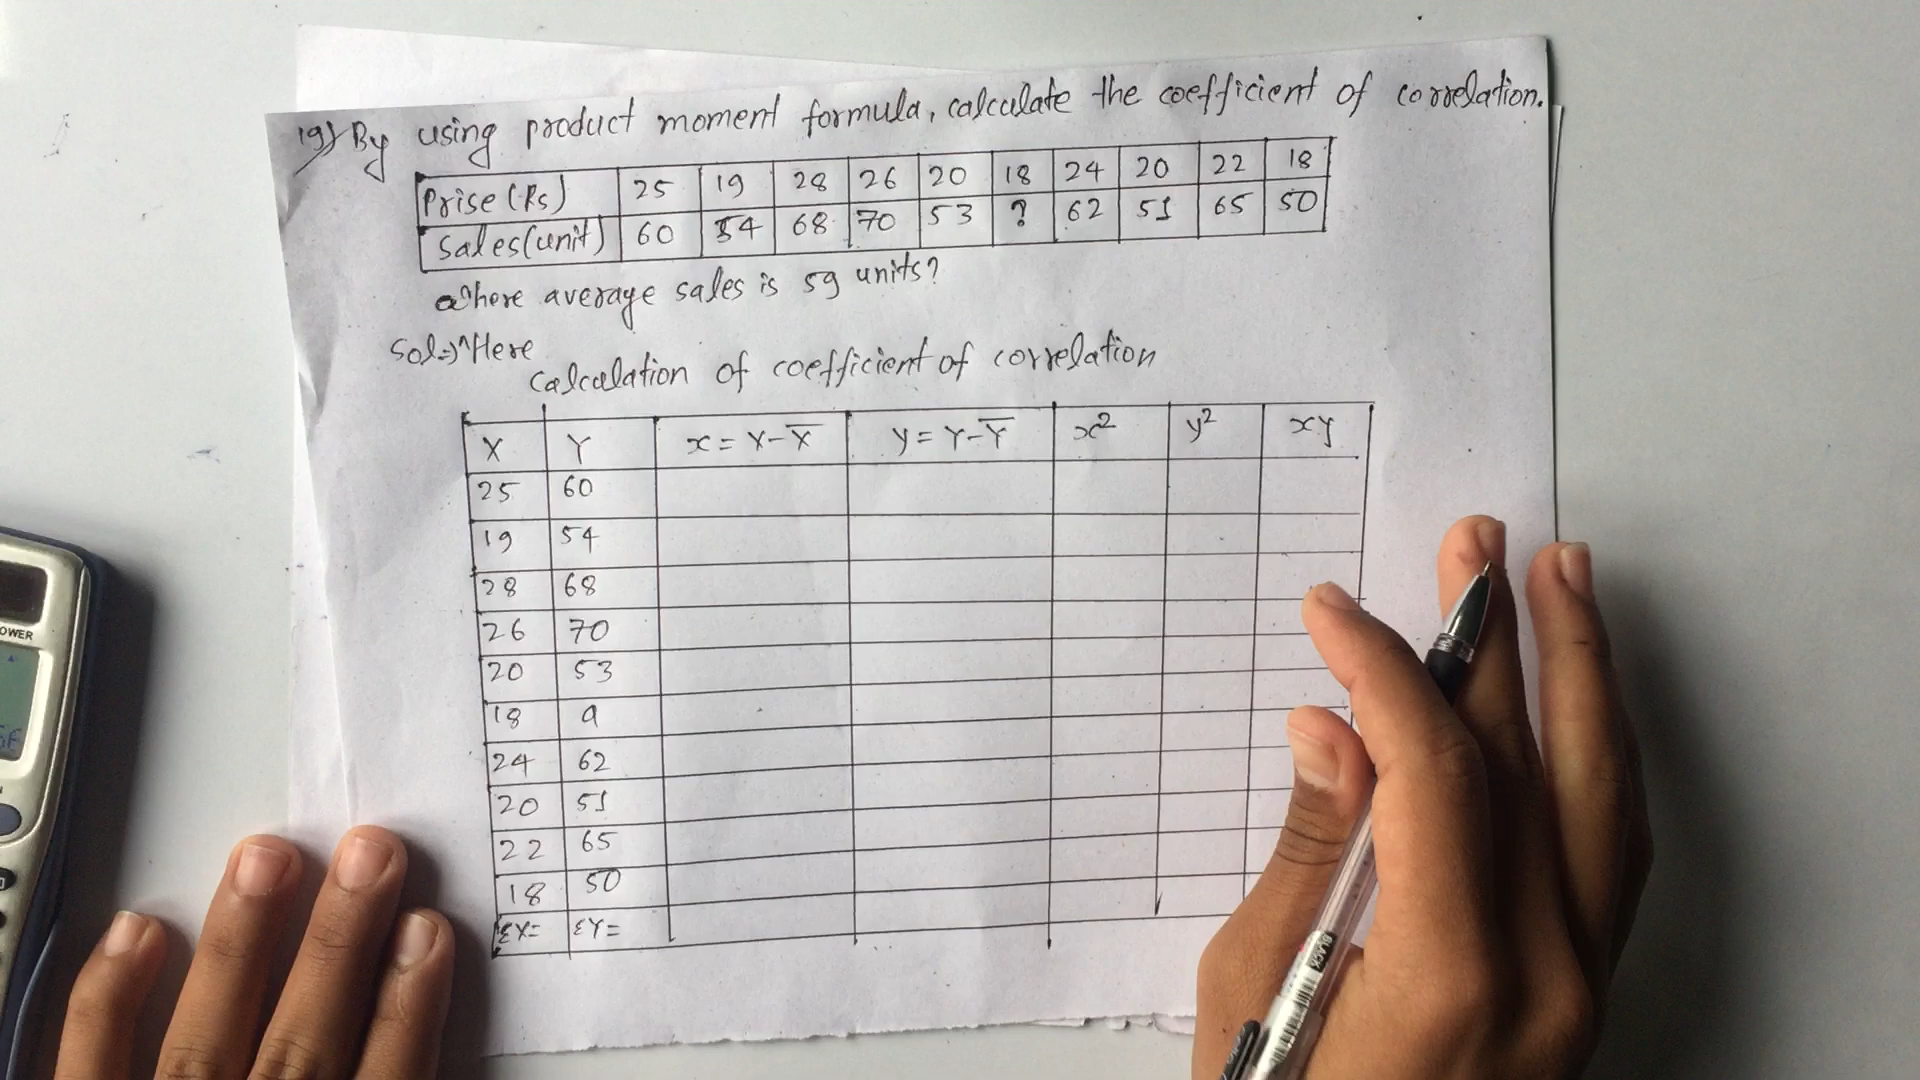 19) By using product moment formula, calculate the coefficient of correlation.
Prise (Rs) 25 19 28 26 20 18 24 20 22 18
Sales(unit) 60 54 68 70 53 ? 62 51 65 50
Where average sales is 59 units?
Sol=) Here
Calculation of coefficient of correlation
X Y x = X-X̅ y = Y-Y̅ x² y² xy
25 60
19 54
28 68
26 70
20 53
18 a
24 62
20 51
22 65
18 50
ΣX= ΣY=
OWER
BLACK